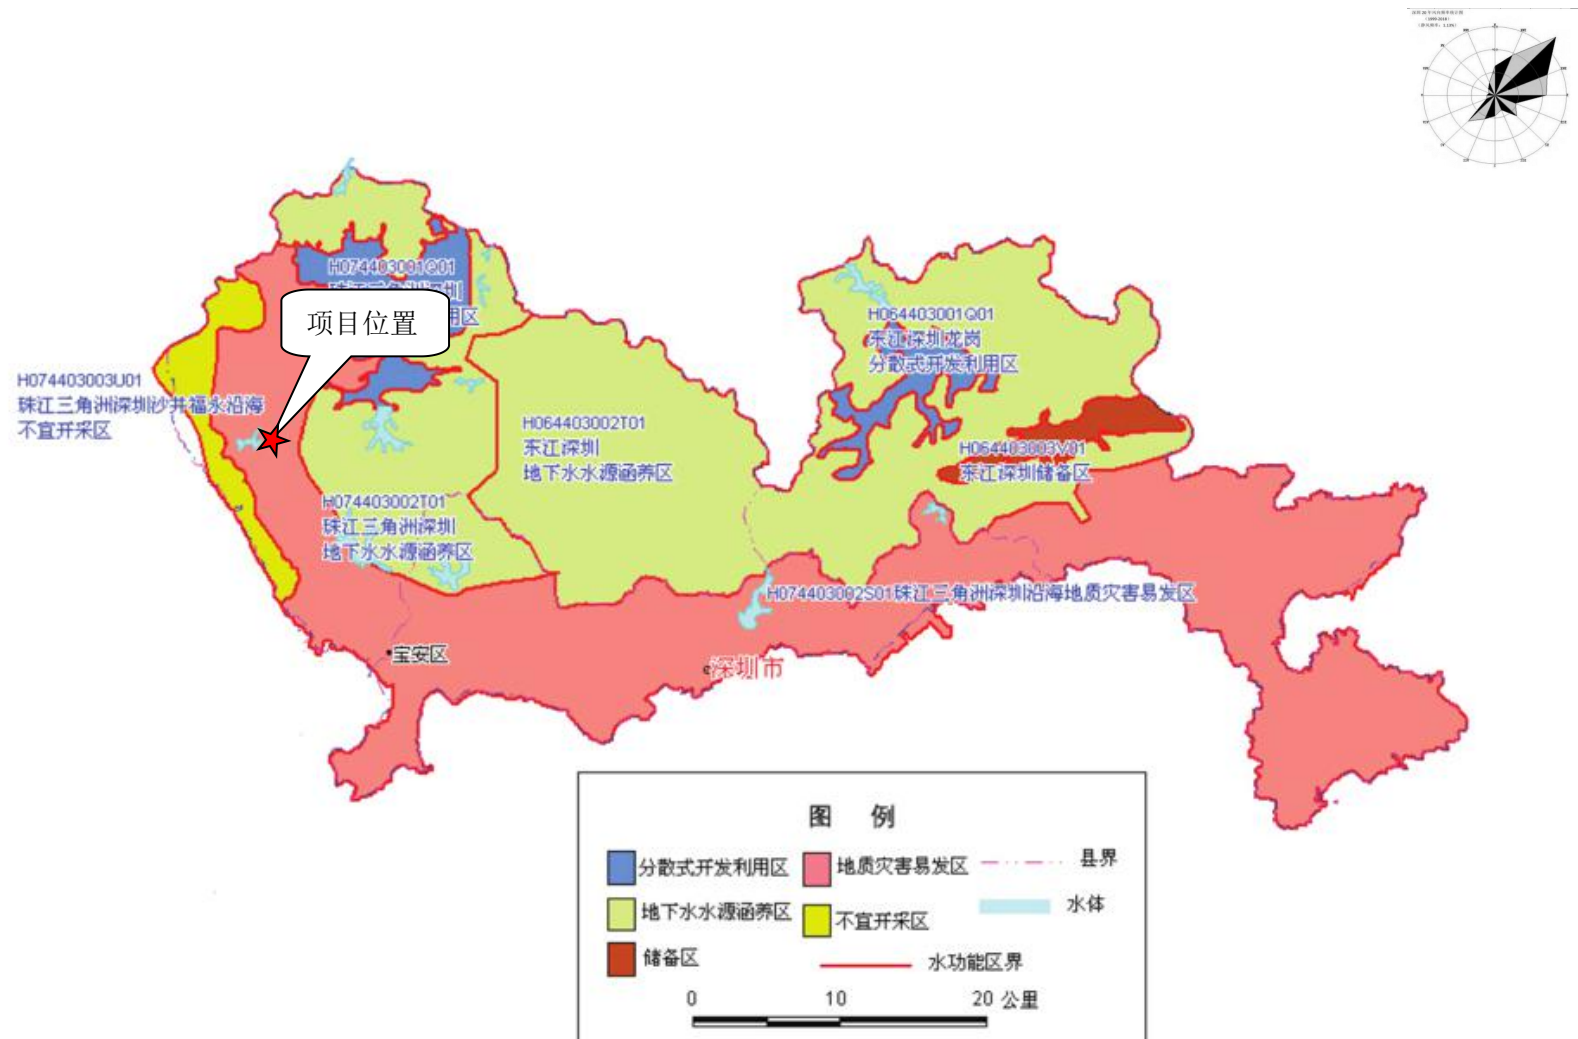 H074403001Q01
项目位置
用区
H074403003U01
珠江三角洲深圳沙井福永沿海
不宜开采区
H064403001Q01
东江深圳龙岗
分散式开发利用区
H064403002T01
东江深圳
地下水水源涵养区
H064403003V01
东江深圳储备区
H074403002T01
珠江三角洲深圳
地下水水源涵养区
H074403002S01珠江三角洲深圳沿海地质灾害易发区
宝安区
深圳市
图 例
分散式开发利用区
地质灾害易发区
县界
地下水水源涵养区
不宜开采区
水体
储备区
水功能区界
0 10 20 公里